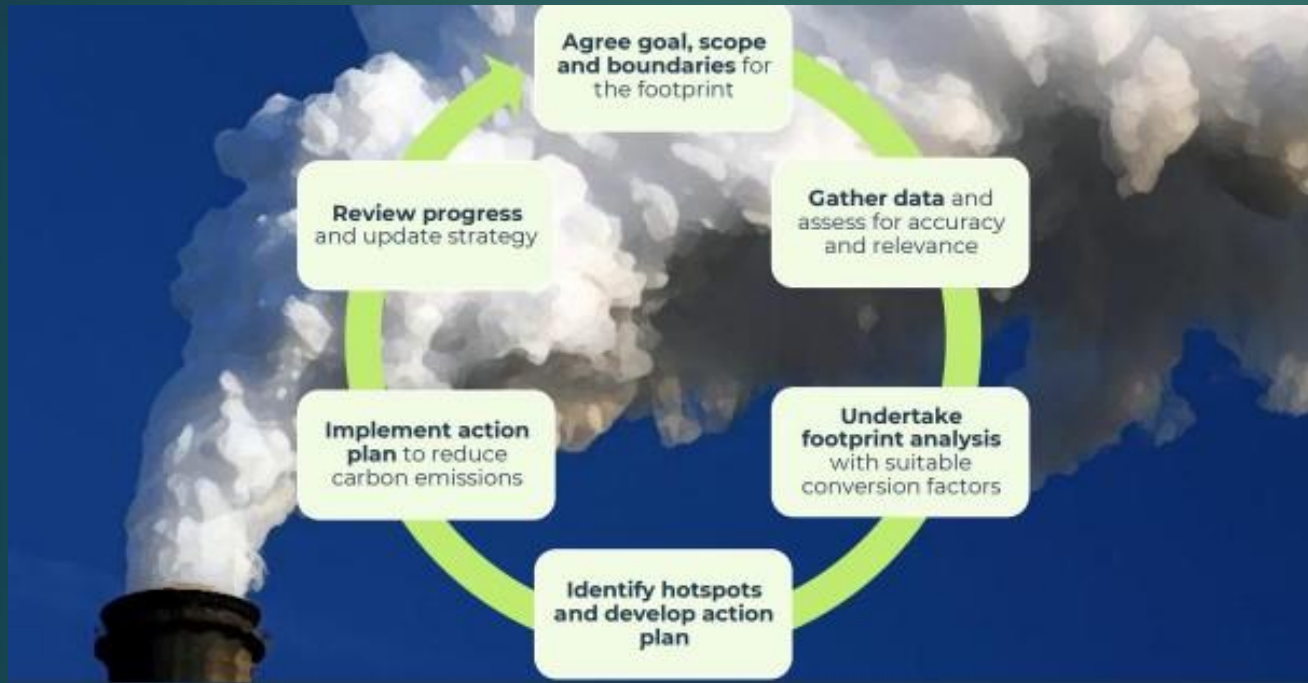 Agree goal, scope
and boundaries for
the footprint
Gather data and
assess for accuracy
and relevance
Undertake
footprint analysis
with suitable
conversion factors
Identify hotspots
and develop action
plan
Implement action
plan to reduce
carbon emissions
Review progress
and update strategy